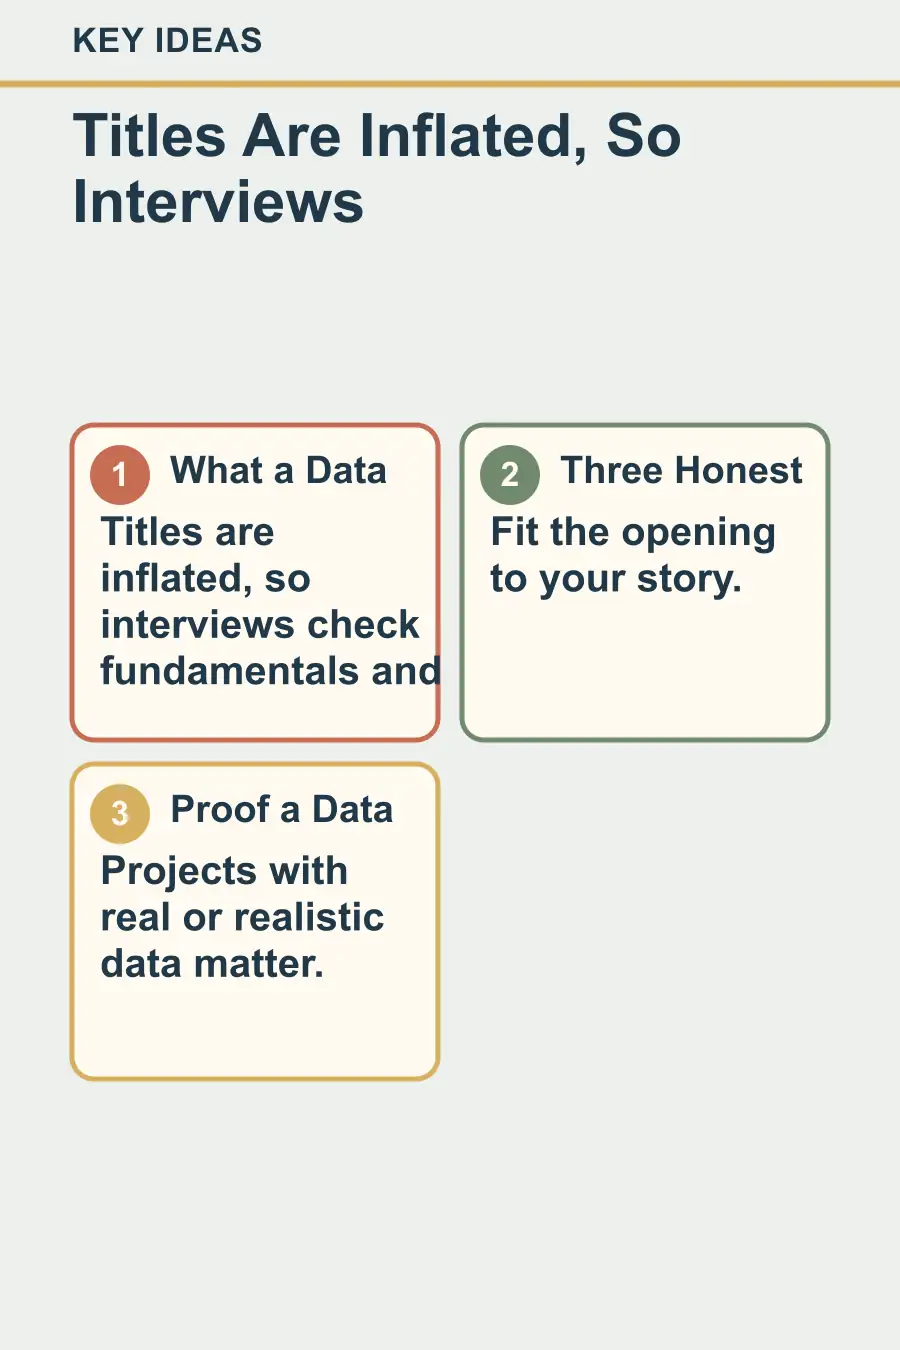 KEY IDEAS
Titles Are Inflated, So
Interviews
1 What a Data
Titles are
inflated, so
interviews check
fundamentals and
2 Three Honest
Fit the opening
to your story.
3 Proof a Data
Projects with
real or realistic
data matter.